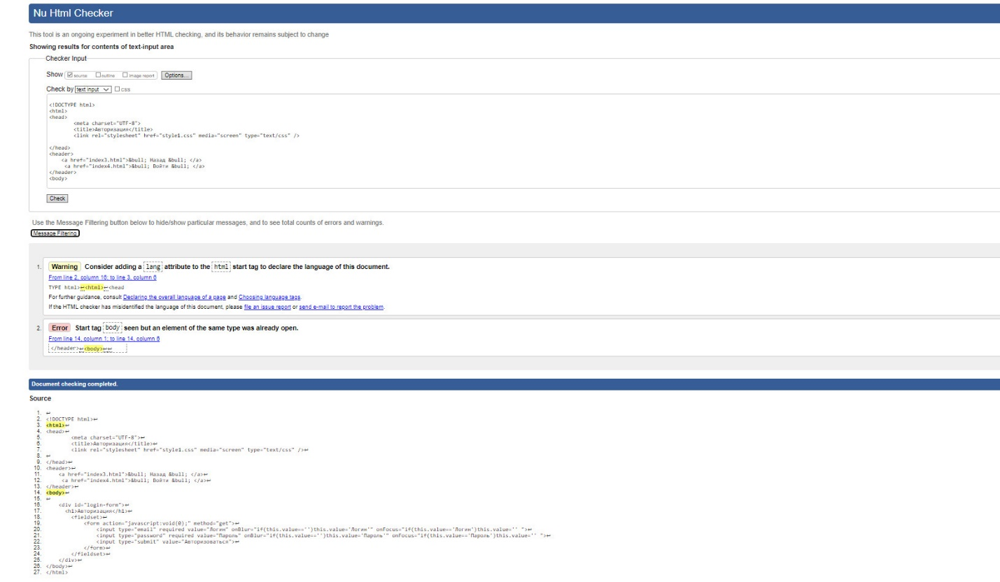 Nu Html Checker
This tool is an ongoing experiment in better HTML checking, and its behavior remains subject to change
Showing results for contents of text-input area
Checker Input
Show source outline image report Options...
Check by text input css
<!DOCTYPE html>
<html>
<head>
<meta charset="UTF-8">
<title>Авторизация</title>
<link rel="stylesheet" href="style1.css" media="screen" type="text/css" />
</head>
<header>
<a href="index3.html">&bull; Назад &bull; </a>
<a href="index4.html">&bull; Войти &bull; </a>
</header>
<body>
Check
Use the Message Filtering button below to hide/show particular messages, and to see total counts of errors and warnings.
Message Filtering
1. Warning Consider adding a lang attribute to the html start tag to declare the language of this document.
From line 2, column 16; to line 3, column 6
TYPE html>↩<html>↩<head
For further guidance, consult Declaring the overall language of a page and Choosing language tags.
If the HTML checker has misidentified the language of this document, please file an issue report or send e-mail to report the problem.
2. Error Start tag body seen but an element of the same type was already open.
From line 14, column 1; to line 14, column 6
</header>↩<body>↩↩
Document checking completed.
Source
1. ↩
2. <!DOCTYPE html>↩
3. <html>↩
4. <head>↩
5. <meta charset="UTF-8">↩
6. <title>Авторизация</title>↩
7. <link rel="stylesheet" href="style1.css" media="screen" type="text/css" />↩
8. ↩
9. </head>↩
10. <header>↩
11. <a href="index3.html">&bull; Назад &bull; </a>↩
12. <a href="index4.html">&bull; Войти &bull; </a>↩
13. </header>↩
14. <body>↩
15. ↩
16. <div id="login-form">↩
17. <h1>Авторизация</h1>↩
18. <fieldset>↩
19. <form action="javascript:void(0);" method="get">↩
20. <input type="email" required value="Логин" onBlur="if(this.value=='')this.value='Логин'" onFocus="if(this.value=='Логин')this.value='' ">↩
21. <input type="password" required value="Пароль" onBlur="if(this.value=='')this.value='Пароль'" onFocus="if(this.value=='Пароль')this.value='' ">↩
22. <input type="submit" value="Авторизоваться">↩
23. </form>↩
24. </fieldset>↩
25. </div>↩
26. </body>↩
27. </html>